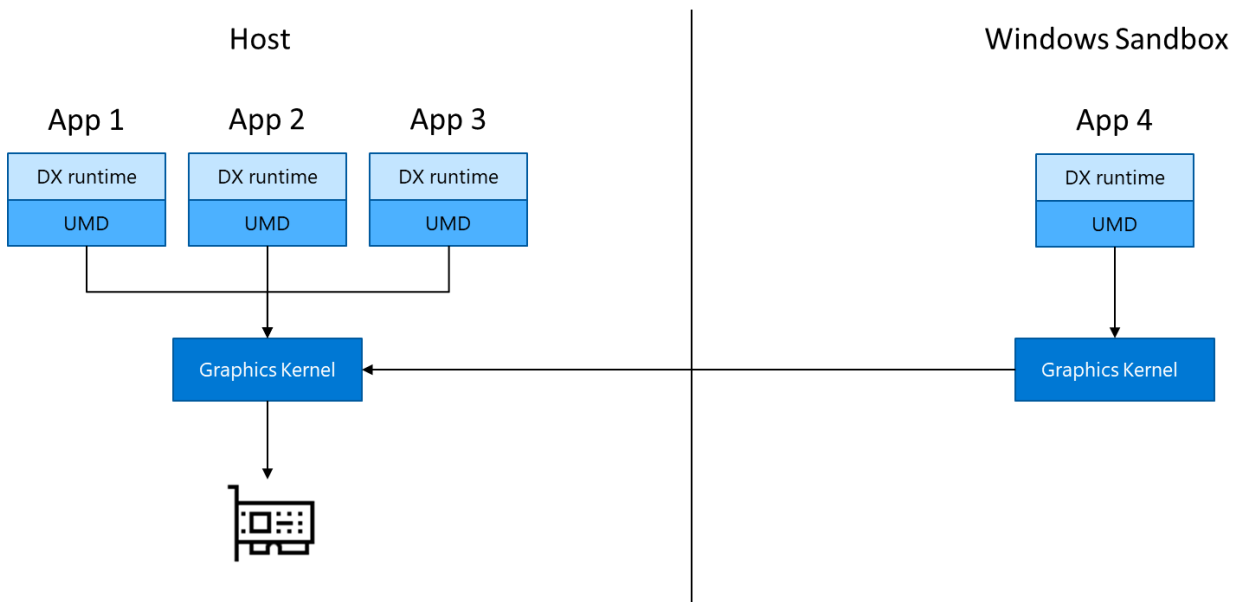 Host
Windows Sandbox
App 1
App 2
App 3
App 4
DX runtime
DX runtime
DX runtime
DX runtime
UMD
UMD
UMD
UMD
Graphics Kernel
Graphics Kernel